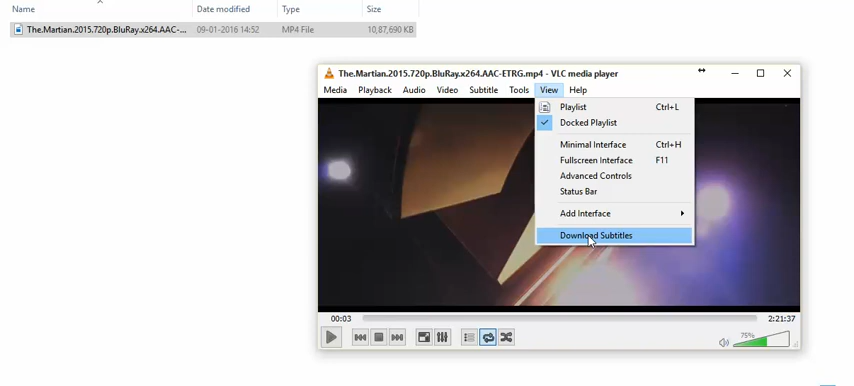 Name Date modified Type Size
The.Martian.2015.720p.BluRay.x264.AAC-... 09-01-2016 14:52 MP4 File 10,87,690 KB
The.Martian.2015.720p.BluRay.x264.AAC-ETRG.mp4 - VLC media player
Media Playback Audio Video Subtitle Tools View Help
Playlist Ctrl+L
Docked Playlist
Minimal Interface Ctrl+H
Fullscreen Interface F11
Advanced Controls
Status Bar
Add Interface
Download Subtitles
00:03 2:21:37
75%